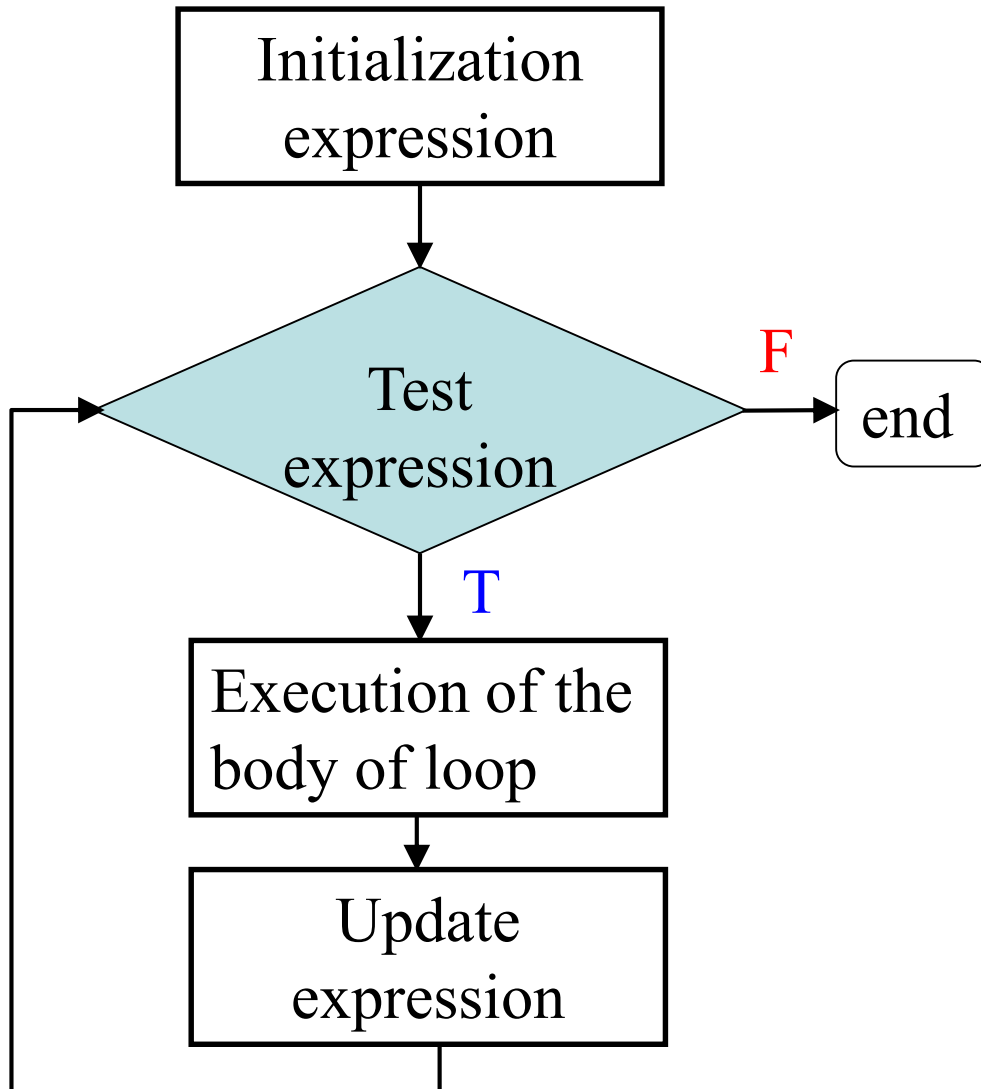 Initialization
expression
Test
expression
F
end
T
Execution of the
body of loop
Update
expression